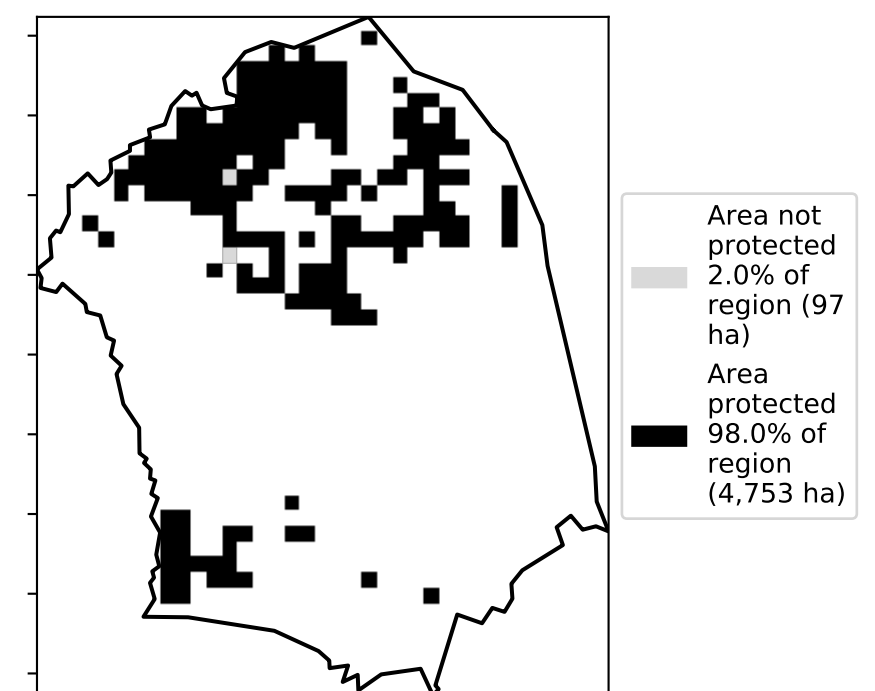 Area not
protected
2.0% of
region (97
ha)
Area
protected
98.0% of
region
(4,753 ha)